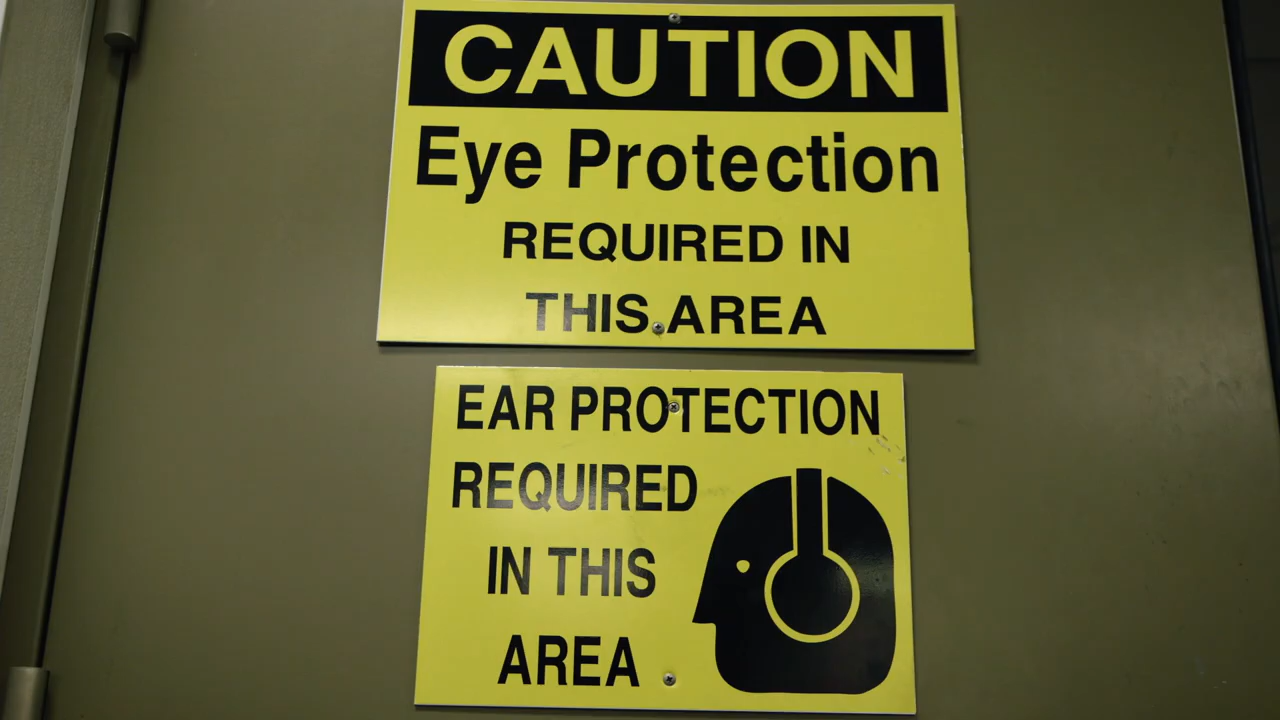 CAUTION
Eye Protection
REQUIRED IN
THIS AREA
EAR PROTECTION
REQUIRED
IN THIS
AREA